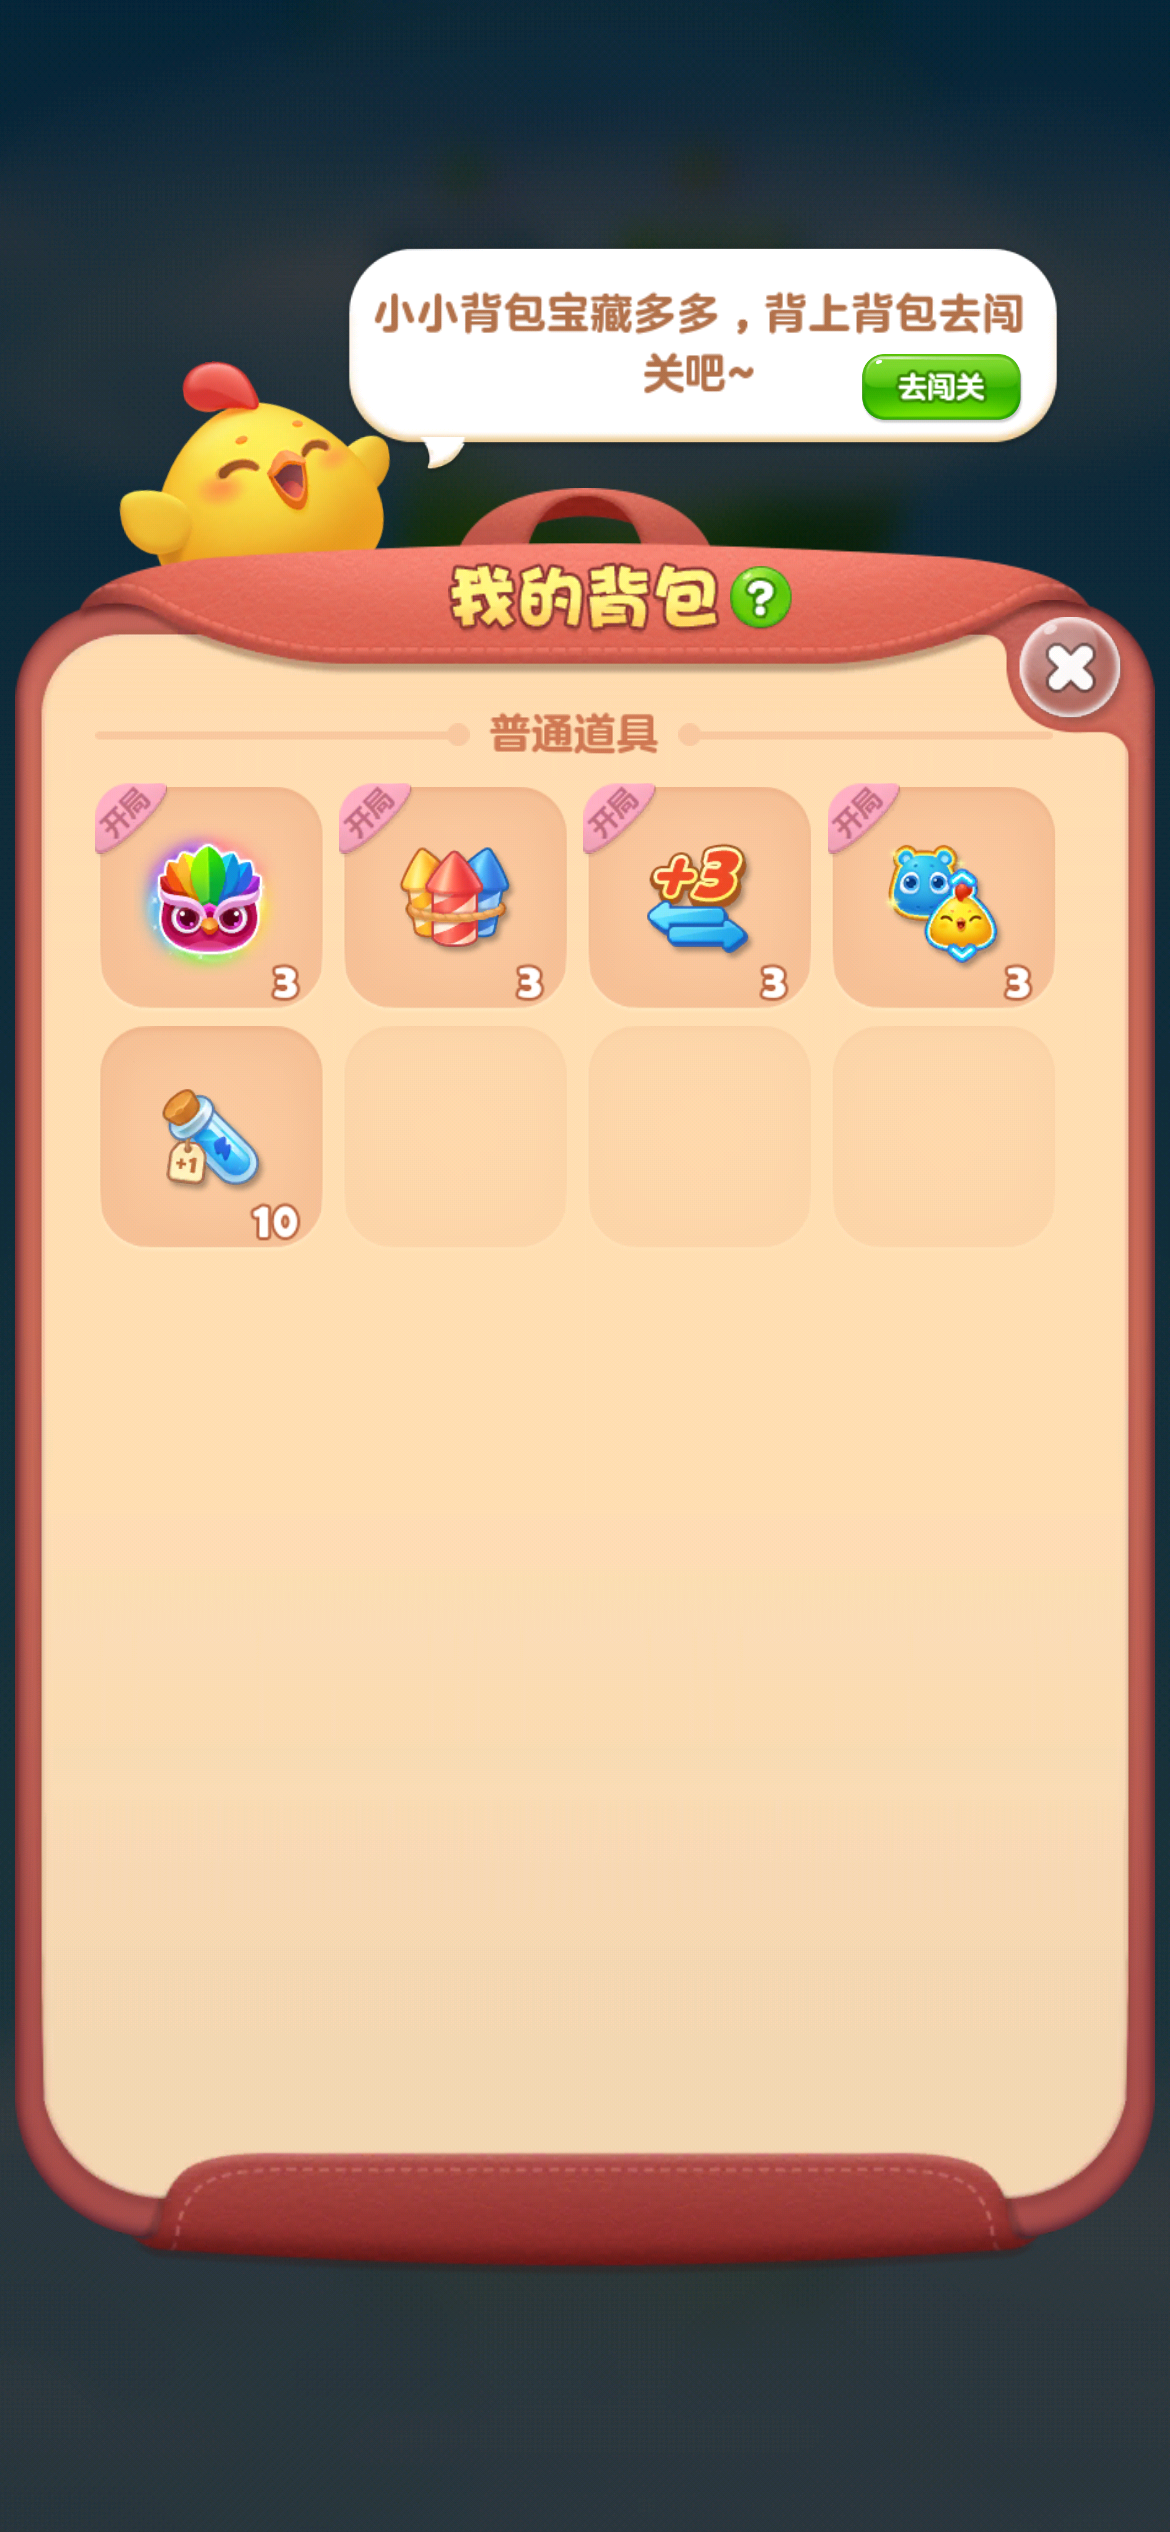 小小背包宝藏多多，背上背包去闯
关吧~
去闯关
我的背包 ?
普通道具
开局 开局 开局 开局
+3
3 3 3 3
+1
10